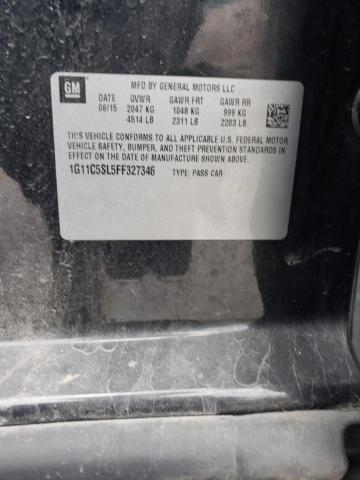 GM
MFD BY GENERAL MOTORS LLC
DATE GVWR GAWR FRT GAWR RR
06/15 2047 KG 1048 KG 999 KG
4514 LB 2311 LB 2203 LB
THIS VEHICLE CONFORMS TO ALL APPLICABLE U.S. FEDERAL MOTOR
VEHICLE SAFETY, BUMPER, AND THEFT PREVENTION STANDARDS IN
EFFECT ON THE DATE OF MANUFACTURE SHOWN ABOVE.
1G11C5SL5FF327346 TYPE: PASS CAR